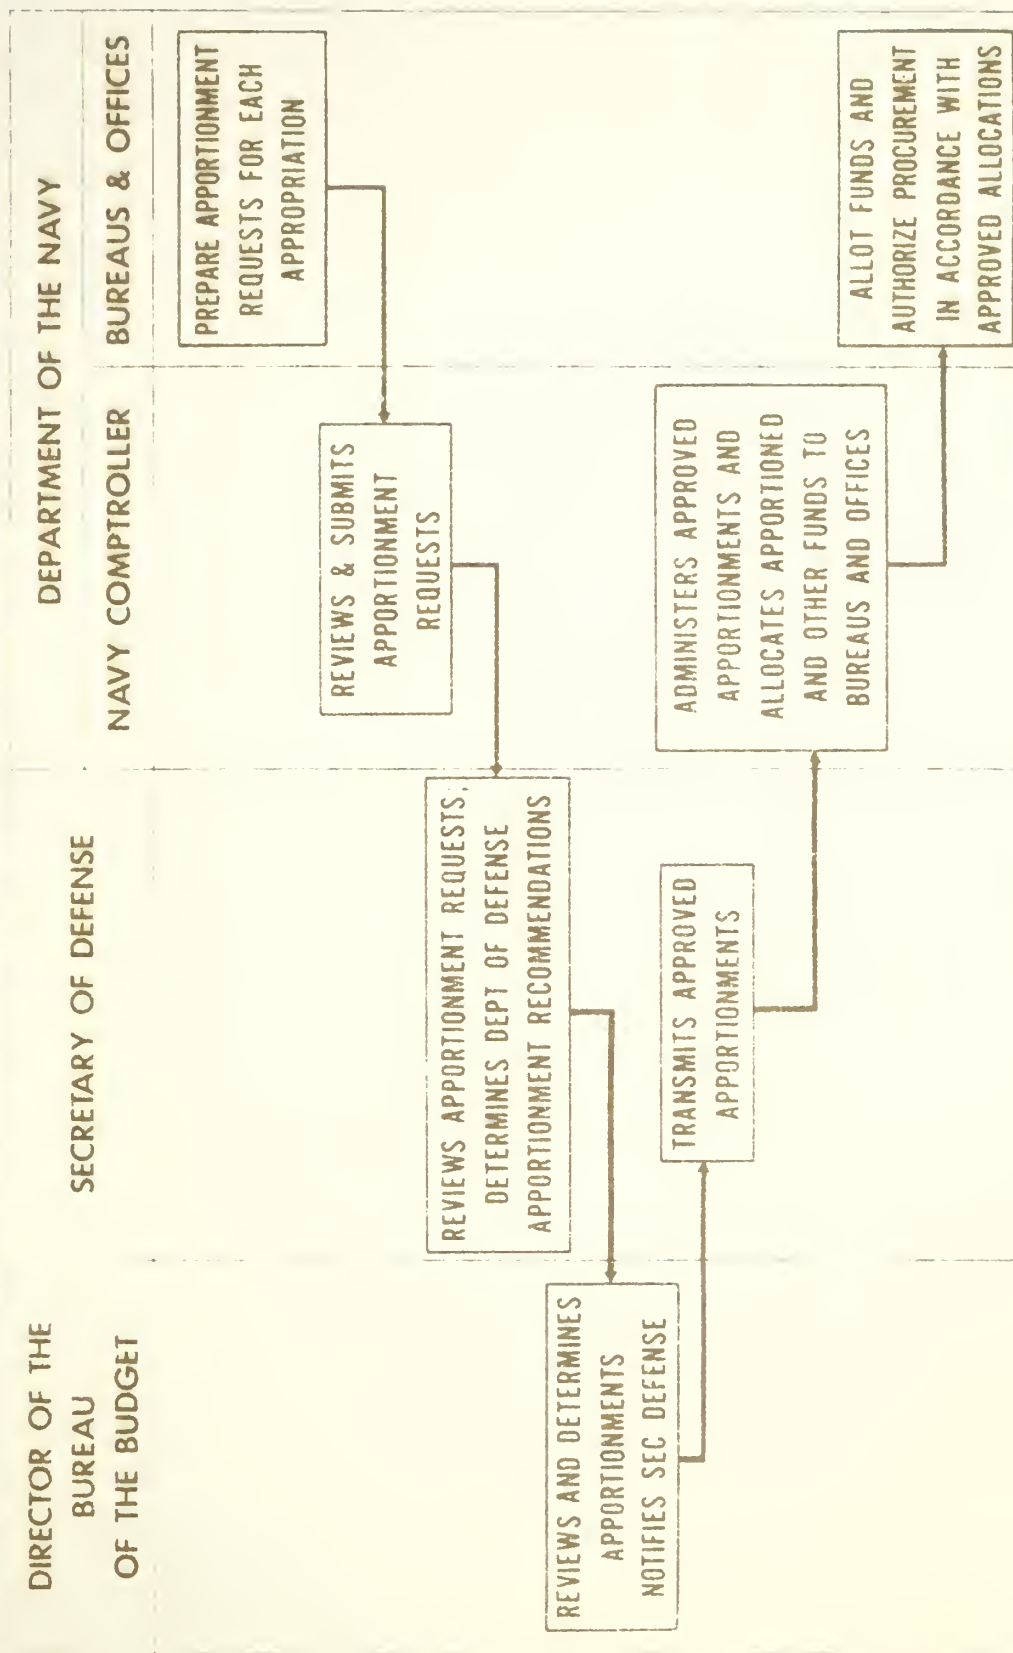 DIRECTOR OF THE
BUREAU
OF THE BUDGET
SECRETARY OF DEFENSE
DEPARTMENT OF THE NAVY
NAVY COMPTROLLER
BUREAUS & OFFICES
PREPARE APPORTIONMENT
REQUESTS FOR EACH
APPROPRIATION
REVIEWS & SUBMITS
APPORTIONMENT
REQUESTS
REVIEWS APPORTIONMENT REQUESTS,
DETERMINES DEPT OF DEFENSE
APPORTIONMENT RECOMMENDATIONS
REVIEWS AND DETERMINES
APPORTIONMENTS
NOTIFIES SEC DEFENSE
TRANSMITS APPROVED
APPORTIONMENTS
ADMINISTERS APPROVED
APPORTIONMENTS AND
ALLOCATES APPORTIONED
AND OTHER FUNDS TO
BUREAUS AND OFFICES
ALLOT FUNDS AND
AUTHORIZE PROCUREMENT
IN ACCORDANCE WITH
APPROVED ALLOCATIONS